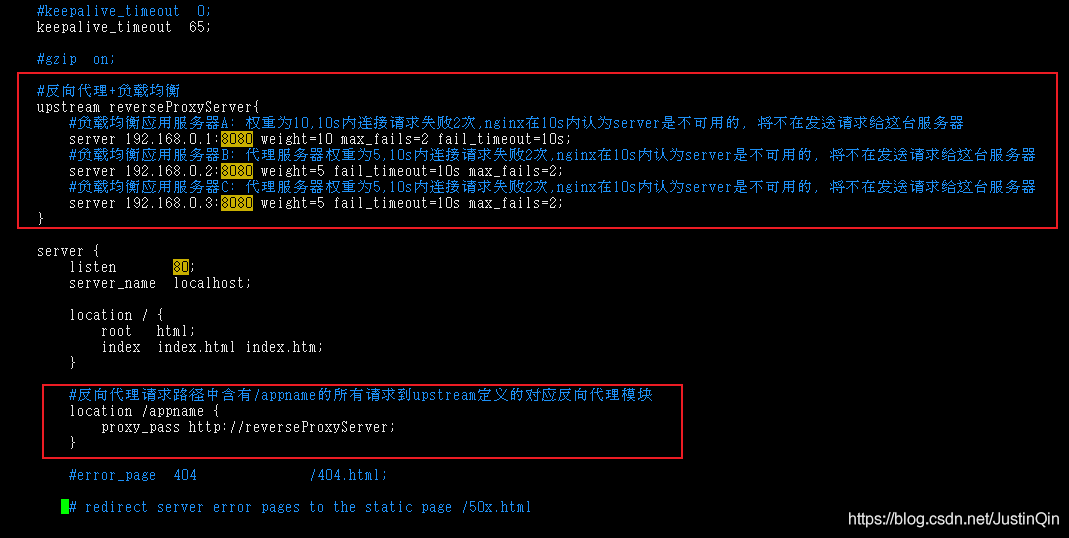 #keepalive_timeout  0;
keepalive_timeout  65;
#gzip  on;
#反向代理+负载均衡
upstream reverseProxyServer{
#负载均衡应用服务器A: 权重为10,10s内连接请求失败2次,nginx在10s内认为server是不可用的, 将不在发送请求给这台服务器
server 192.168.0.1:8080 weight=10 max_fails=2 fail_timeout=10s;
#负载均衡应用服务器B: 代理服务器权重为5,10s内连接请求失败2次,nginx在10s内认为server是不可用的, 将不在发送请求给这台服务器
server 192.168.0.2:8080 weight=5 fail_timeout=10s max_fails=2;
#负载均衡应用服务器C: 代理服务器权重为5,10s内连接请求失败2次,nginx在10s内认为server是不可用的, 将不在发送请求给这台服务器
server 192.168.0.3:8080 weight=5 fail_timeout=10s max_fails=2;
}
server {
listen       80;
server_name  localhost;
location / {
root   html;
index  index.html index.htm;
}
#反向代理请求路径中含有/appname的所有请求到upstream定义的对应反向代理模块
location /appname {
proxy_pass http://reverseProxyServer;
}
#error_page  404              /404.html;
# redirect server error pages to the static page /50x.html
https://blog.csdn.net/JustinQin